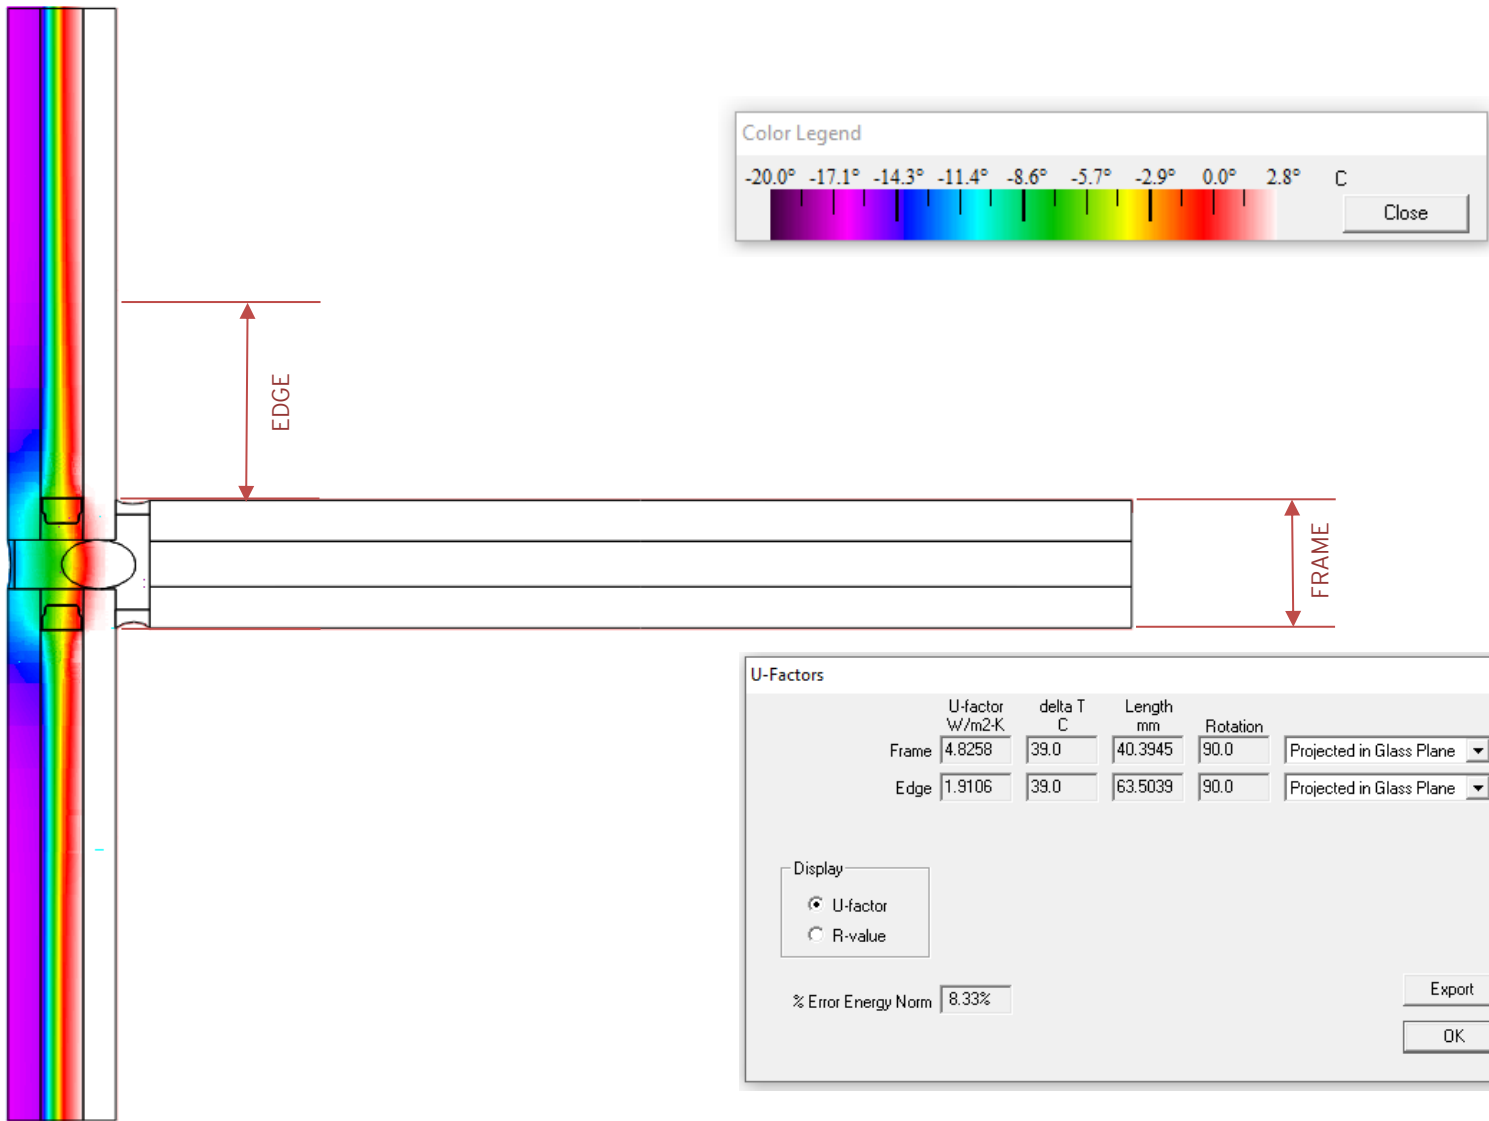 Color Legend
-20.0° -17.1° -14.3° -11.4° -8.6° -5.7° -2.9° 0.0° 2.8° C
Close
EDGE
FRAME
U-Factors
U-factor delta T Length
W/m2-K C mm Rotation
Frame 4.8258 39.0 40.3945 90.0 Projected in Glass Plane
Edge 1.9106 39.0 63.5039 90.0 Projected in Glass Plane
Display
U-factor
R-value
% Error Energy Norm 8.33%
Export
OK